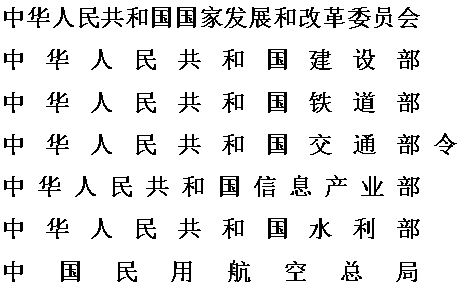 中华人民共和国国家发展和改革委员会
中华人民共和国建设部
中华人民共和国铁道部
中华人民共和国交通部令
中华人民共和国信息产业部
中华人民共和国水利部
中国民用航空总局